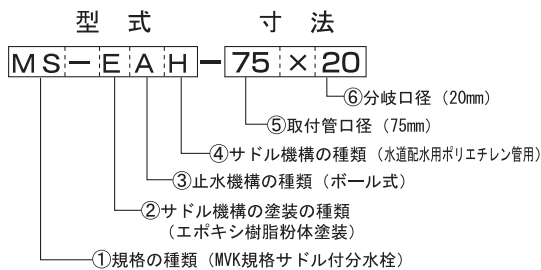 型式 寸法
MS-EAH-75×20
⑥分岐口径（20mm）
⑤取付管口径（75mm）
④サドル機構の種類（水道配水用ポリエチレン管用）
③止水機構の種類（ボール式）
②サドル機構の塗装の種類
（エポキシ樹脂粉体塗装）
①規格の種類（MVK規格サドル付分水栓）